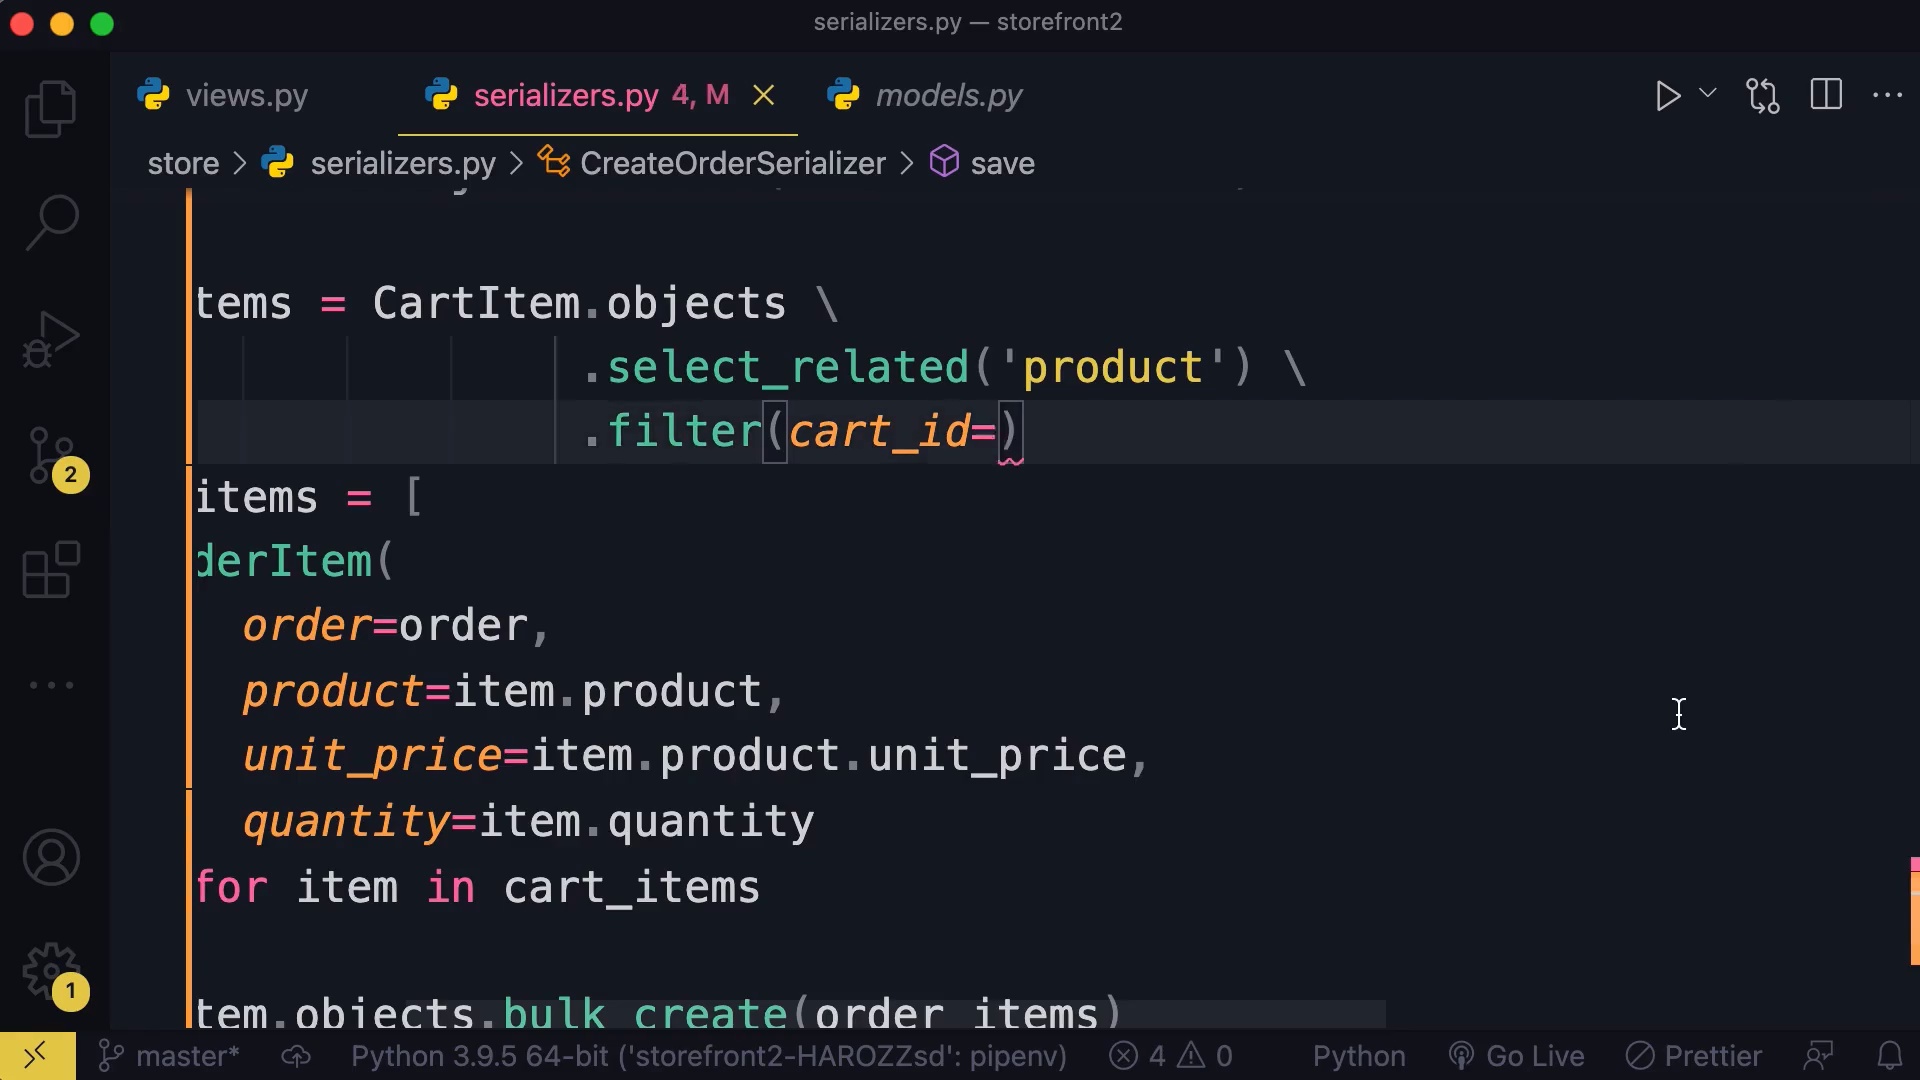 serializers.py — storefront2
views.py
serializers.py 4, M
models.py
store > serializers.py > CreateOrderSerializer > save
tems = CartItem.objects \
.select_related('product') \
.filter(cart_id=)
items = [
derItem(
order=order,
product=item.product,
unit_price=item.product.unit_price,
quantity=item.quantity
for item in cart_items
tem.objects.bulk_create(order_items)
2
1
master* Python 3.9.5 64-bit ('storefront2-HAROZZsd': pipenv) 4 0 Python Go Live Prettier